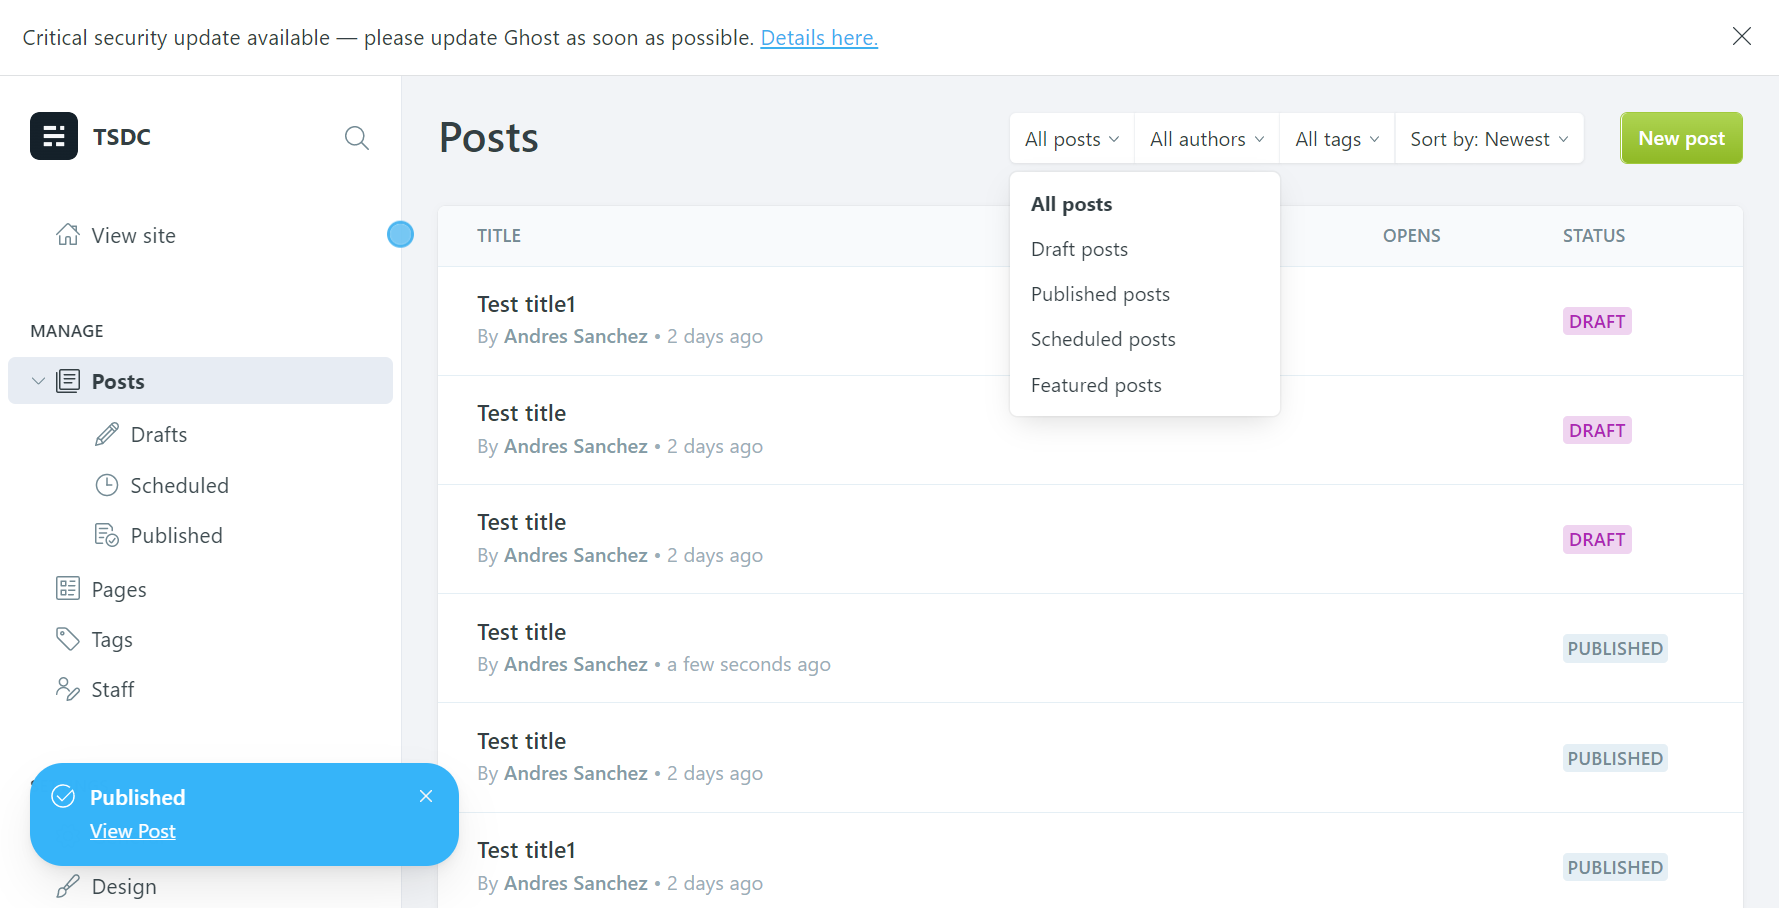 Critical security update available — please update Ghost as soon as possible. Details here.
TSDC
View site
MANAGE
Posts
Drafts
Scheduled
Published
Pages
Tags
Staff
Published
View Post
Design
Posts
All posts
All authors
All tags
Sort by: Newest
New post
All posts
Draft posts
Published posts
Scheduled posts
Featured posts
TITLE
OPENS
STATUS
Test title1
By Andres Sanchez • 2 days ago
DRAFT
Test title
By Andres Sanchez • 2 days ago
DRAFT
Test title
By Andres Sanchez • 2 days ago
DRAFT
Test title
By Andres Sanchez • a few seconds ago
PUBLISHED
Test title
By Andres Sanchez • 2 days ago
PUBLISHED
Test title1
By Andres Sanchez • 2 days ago
PUBLISHED